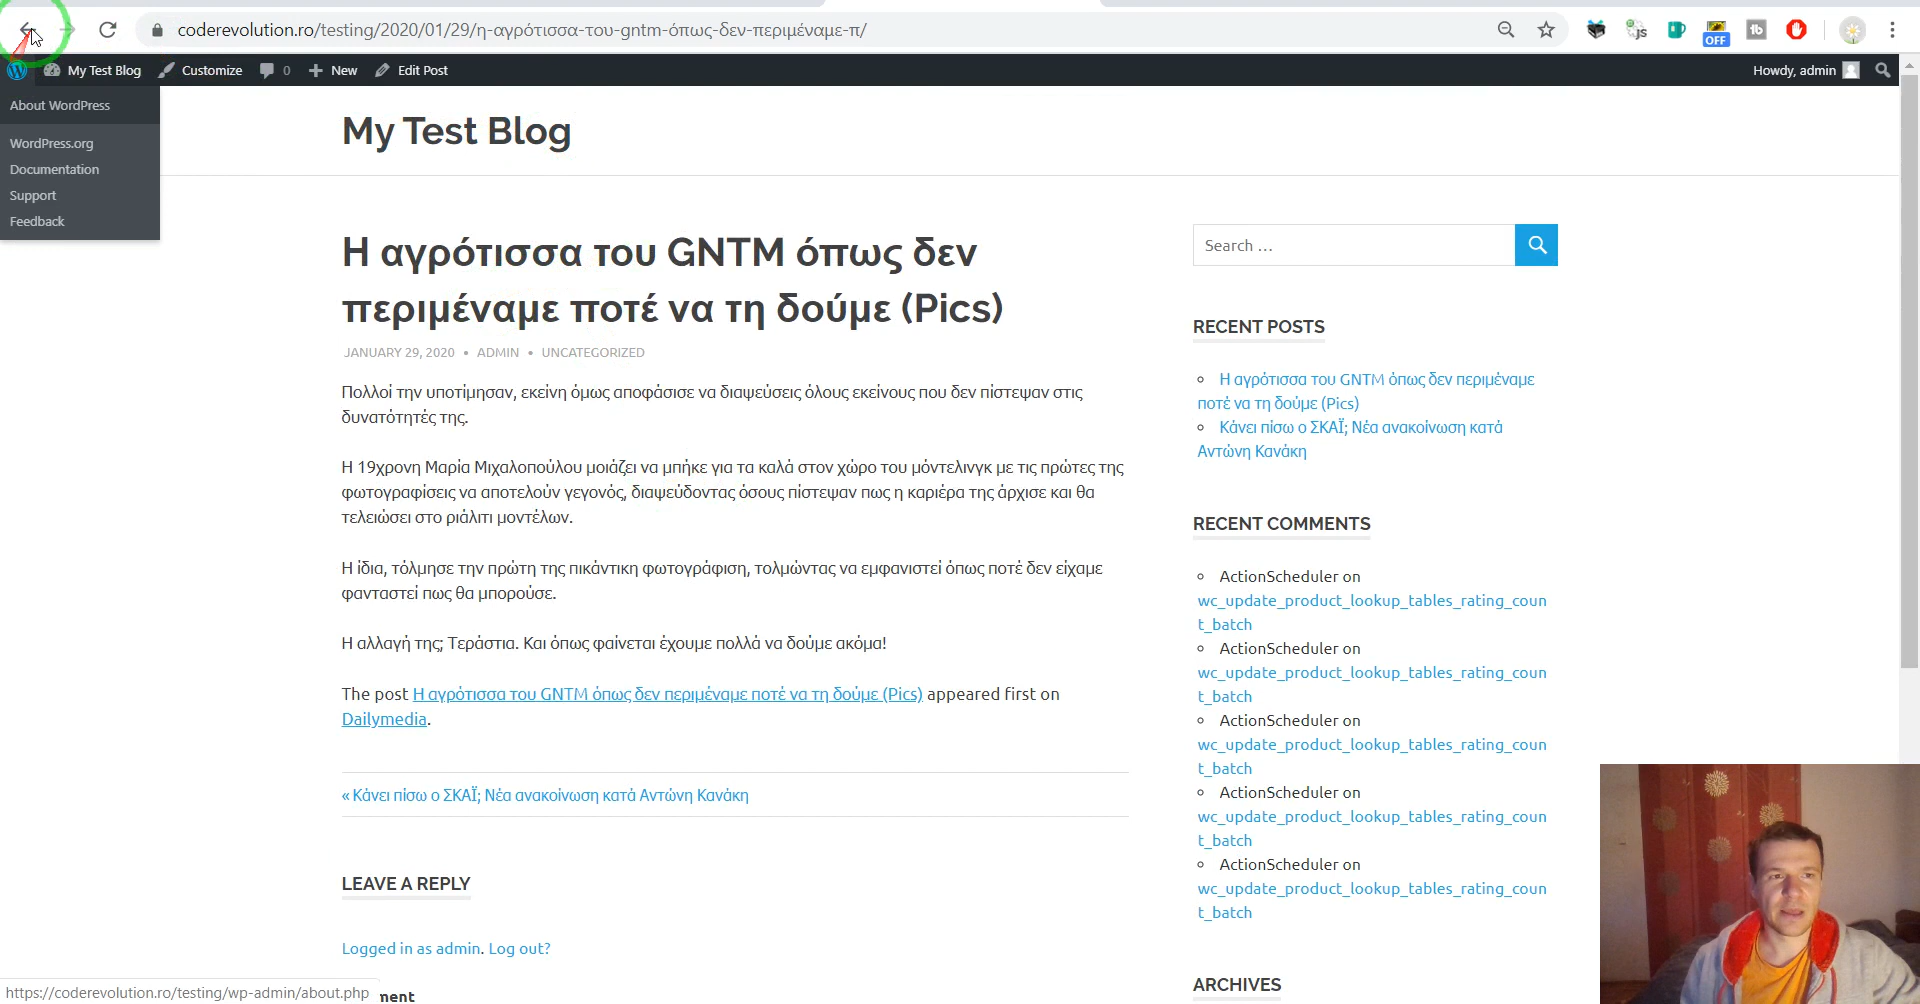 coderevolution.ro/testing/2020/01/29/η-αγρότισσα-του-gntm-όπως-δεν-περιμέναμε-π/
JS
OFF
tb
My Test Blog
Customize
0
New
Edit Post
Howdy, admin
About WordPress
WordPress.org
Documentation
Support
Feedback
My Test Blog
Η αγρότισσα του GNTM όπως δεν
περιμέναμε ποτέ να τη δούμε (Pics)
JANUARY 29, 2020 • ADMIN • UNCATEGORIZED
Πολλοί την υποτίμησαν, εκείνη όμως αποφάσισε να διαψεύσεις όλους εκείνους που δεν πίστεψαν στις
δυνατότητές της.
Η 19χρονη Μαρία Μιχαλοπούλου μοιάζει να μπήκε για τα καλά στον χώρο του μόντελινγκ με τις πρώτες της
φωτογραφίσεις να αποτελούν γεγονός, διαψεύδοντας όσους πίστεψαν πως η καριέρα της άρχισε και θα
τελειώσει στο ριάλιτι μοντέλων.
Η ίδια, τόλμησε την πρώτη της πικάντικη φωτογράφιση, τολμώντας να εμφανιστεί όπως ποτέ δεν είχαμε
φανταστεί πως θα μπορούσε.
Η αλλαγή της; Τεράστια. Και όπως φαίνεται έχουμε πολλά να δούμε ακόμα!
The post Η αγρότισσα του GNTM όπως δεν περιμέναμε ποτέ να τη δούμε (Pics) appeared first on
Dailymedia.
« Κάνει πίσω ο ΣΚΑΪ; Νέα ανακοίνωση κατά Αντώνη Κανάκη
LEAVE A REPLY
Logged in as admin. Log out?
ment
https://coderevolution.ro/testing/wp-admin/about.php
Search …
RECENT POSTS
Η αγρότισσα του GNTM όπως δεν περιμέναμε
ποτέ να τη δούμε (Pics)
Κάνει πίσω ο ΣΚΑΪ; Νέα ανακοίνωση κατά
Αντώνη Κανάκη
RECENT COMMENTS
ActionScheduler on
wc_update_product_lookup_tables_rating_coun
t_batch
ActionScheduler on
wc_update_product_lookup_tables_rating_coun
t_batch
ActionScheduler on
wc_update_product_lookup_tables_rating_coun
t_batch
ActionScheduler on
wc_update_product_lookup_tables_rating_coun
t_batch
ActionScheduler on
wc_update_product_lookup_tables_rating_coun
t_batch
ARCHIVES